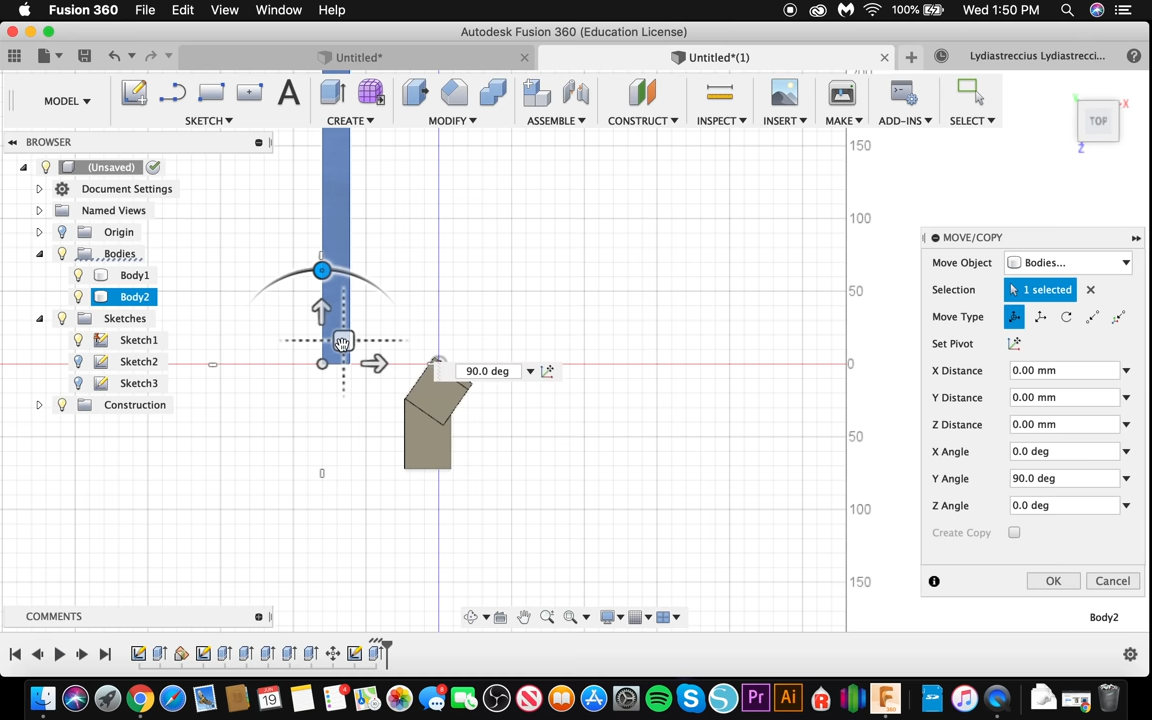 Fusion 360 File Edit View Window Help 100% Wed 1:50 PM
Autodesk Fusion 360 (Education License)
Untitled* Untitled*(1) Lydiastreccius Lydiastrecci...
MODEL
SKETCH CREATE MODIFY ASSEMBLE CONSTRUCT INSPECT INSERT MAKE ADD-INS SELECT
BROWSER
(Unsaved)
Document Settings
Named Views
Origin
Bodies
Body1
Body2
Sketches
Sketch1
Sketch2
Sketch3
Construction
TOP
X
Z
150
100
50
0
50
100
150
90.0 deg
MOVE/COPY
Move Object Bodies...
Selection 1 selected
Move Type
Set Pivot
X Distance 0.00 mm
Y Distance 0.00 mm
Z Distance 0.00 mm
X Angle 0.0 deg
Y Angle 90.0 deg
Z Angle 0.0 deg
Create Copy
OK Cancel
Body2
COMMENTS